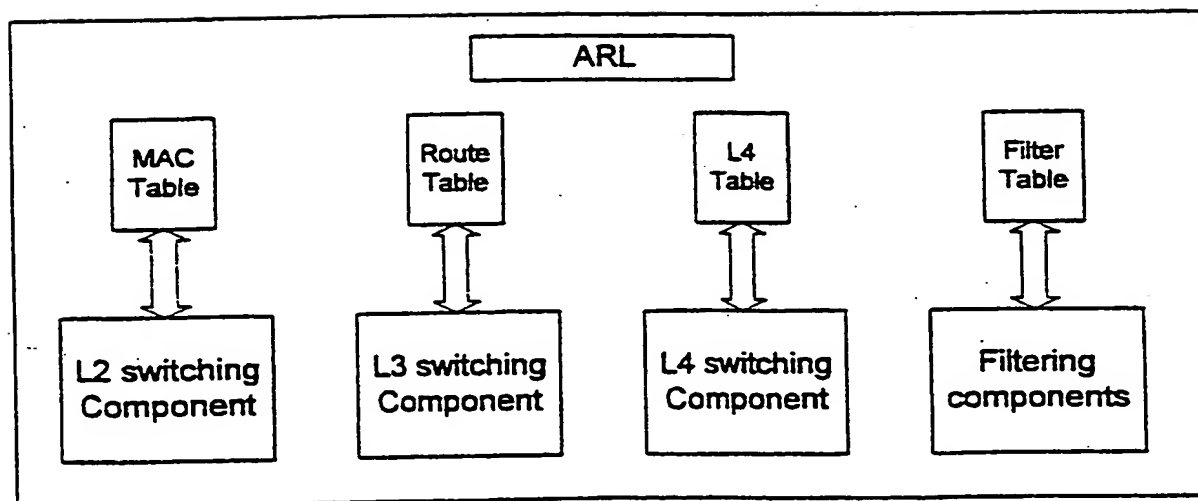 ARL
MAC
Table
Route
Table
L4
Table
Filter
Table
L2 switching
Component
L3 switching
Component
L4 switching
Component
Filtering
components